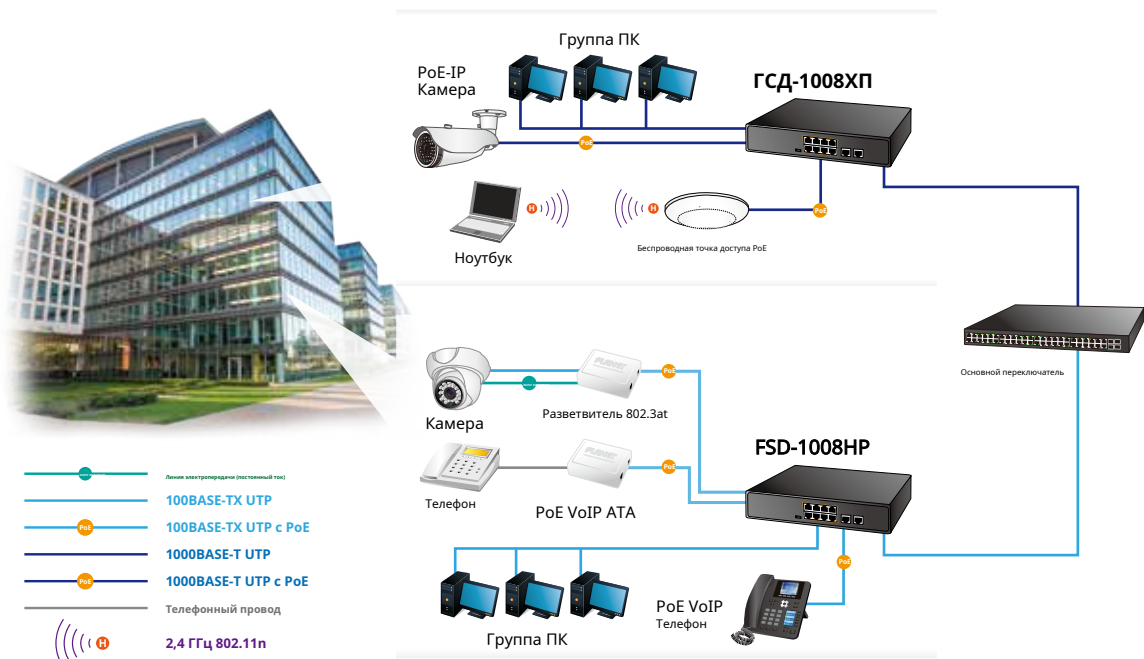 Группа ПК
PoE-IP
Камера
ГСД-1008ХП
PoE
H
H
PoE
Беспроводная точка доступа PoE
Ноутбук
Основной переключатель
PLANET
PoE
Камера
Разветвитель 802.3at
FSD-1008HP
PLANET
PoE
Телефон
PoE VoIP ATA
PoE
PoE VoIP
Телефон
Группа ПК
Линия электропередачи (постоянный ток)
100BASE-TX UTP
PoE
100BASE-TX UTP с PoE
1000BASE-T UTP
PoE
1000BASE-T UTP с PoE
Телефонный провод
H
2,4 ГГц 802.11n